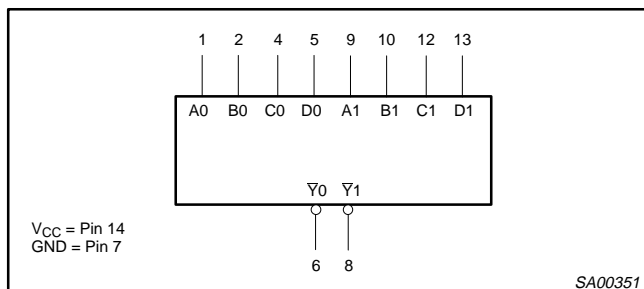 1 2 4 5 9 10 12 13
A0 B0 C0 D0 A1 B1 C1 D1
Y̅0 Y̅1
VCC = Pin 14
GND = Pin 7
6 8
SA00351